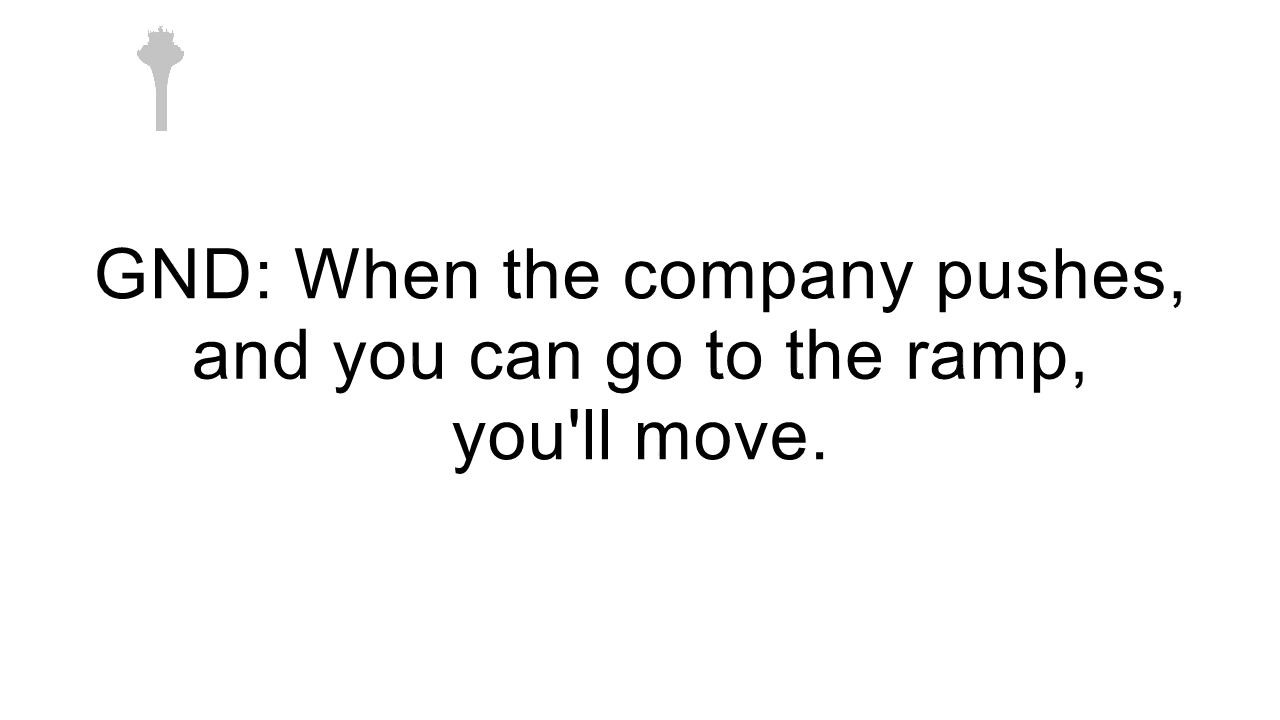 GND: When the company pushes,
and you can go to the ramp,
you'll move.